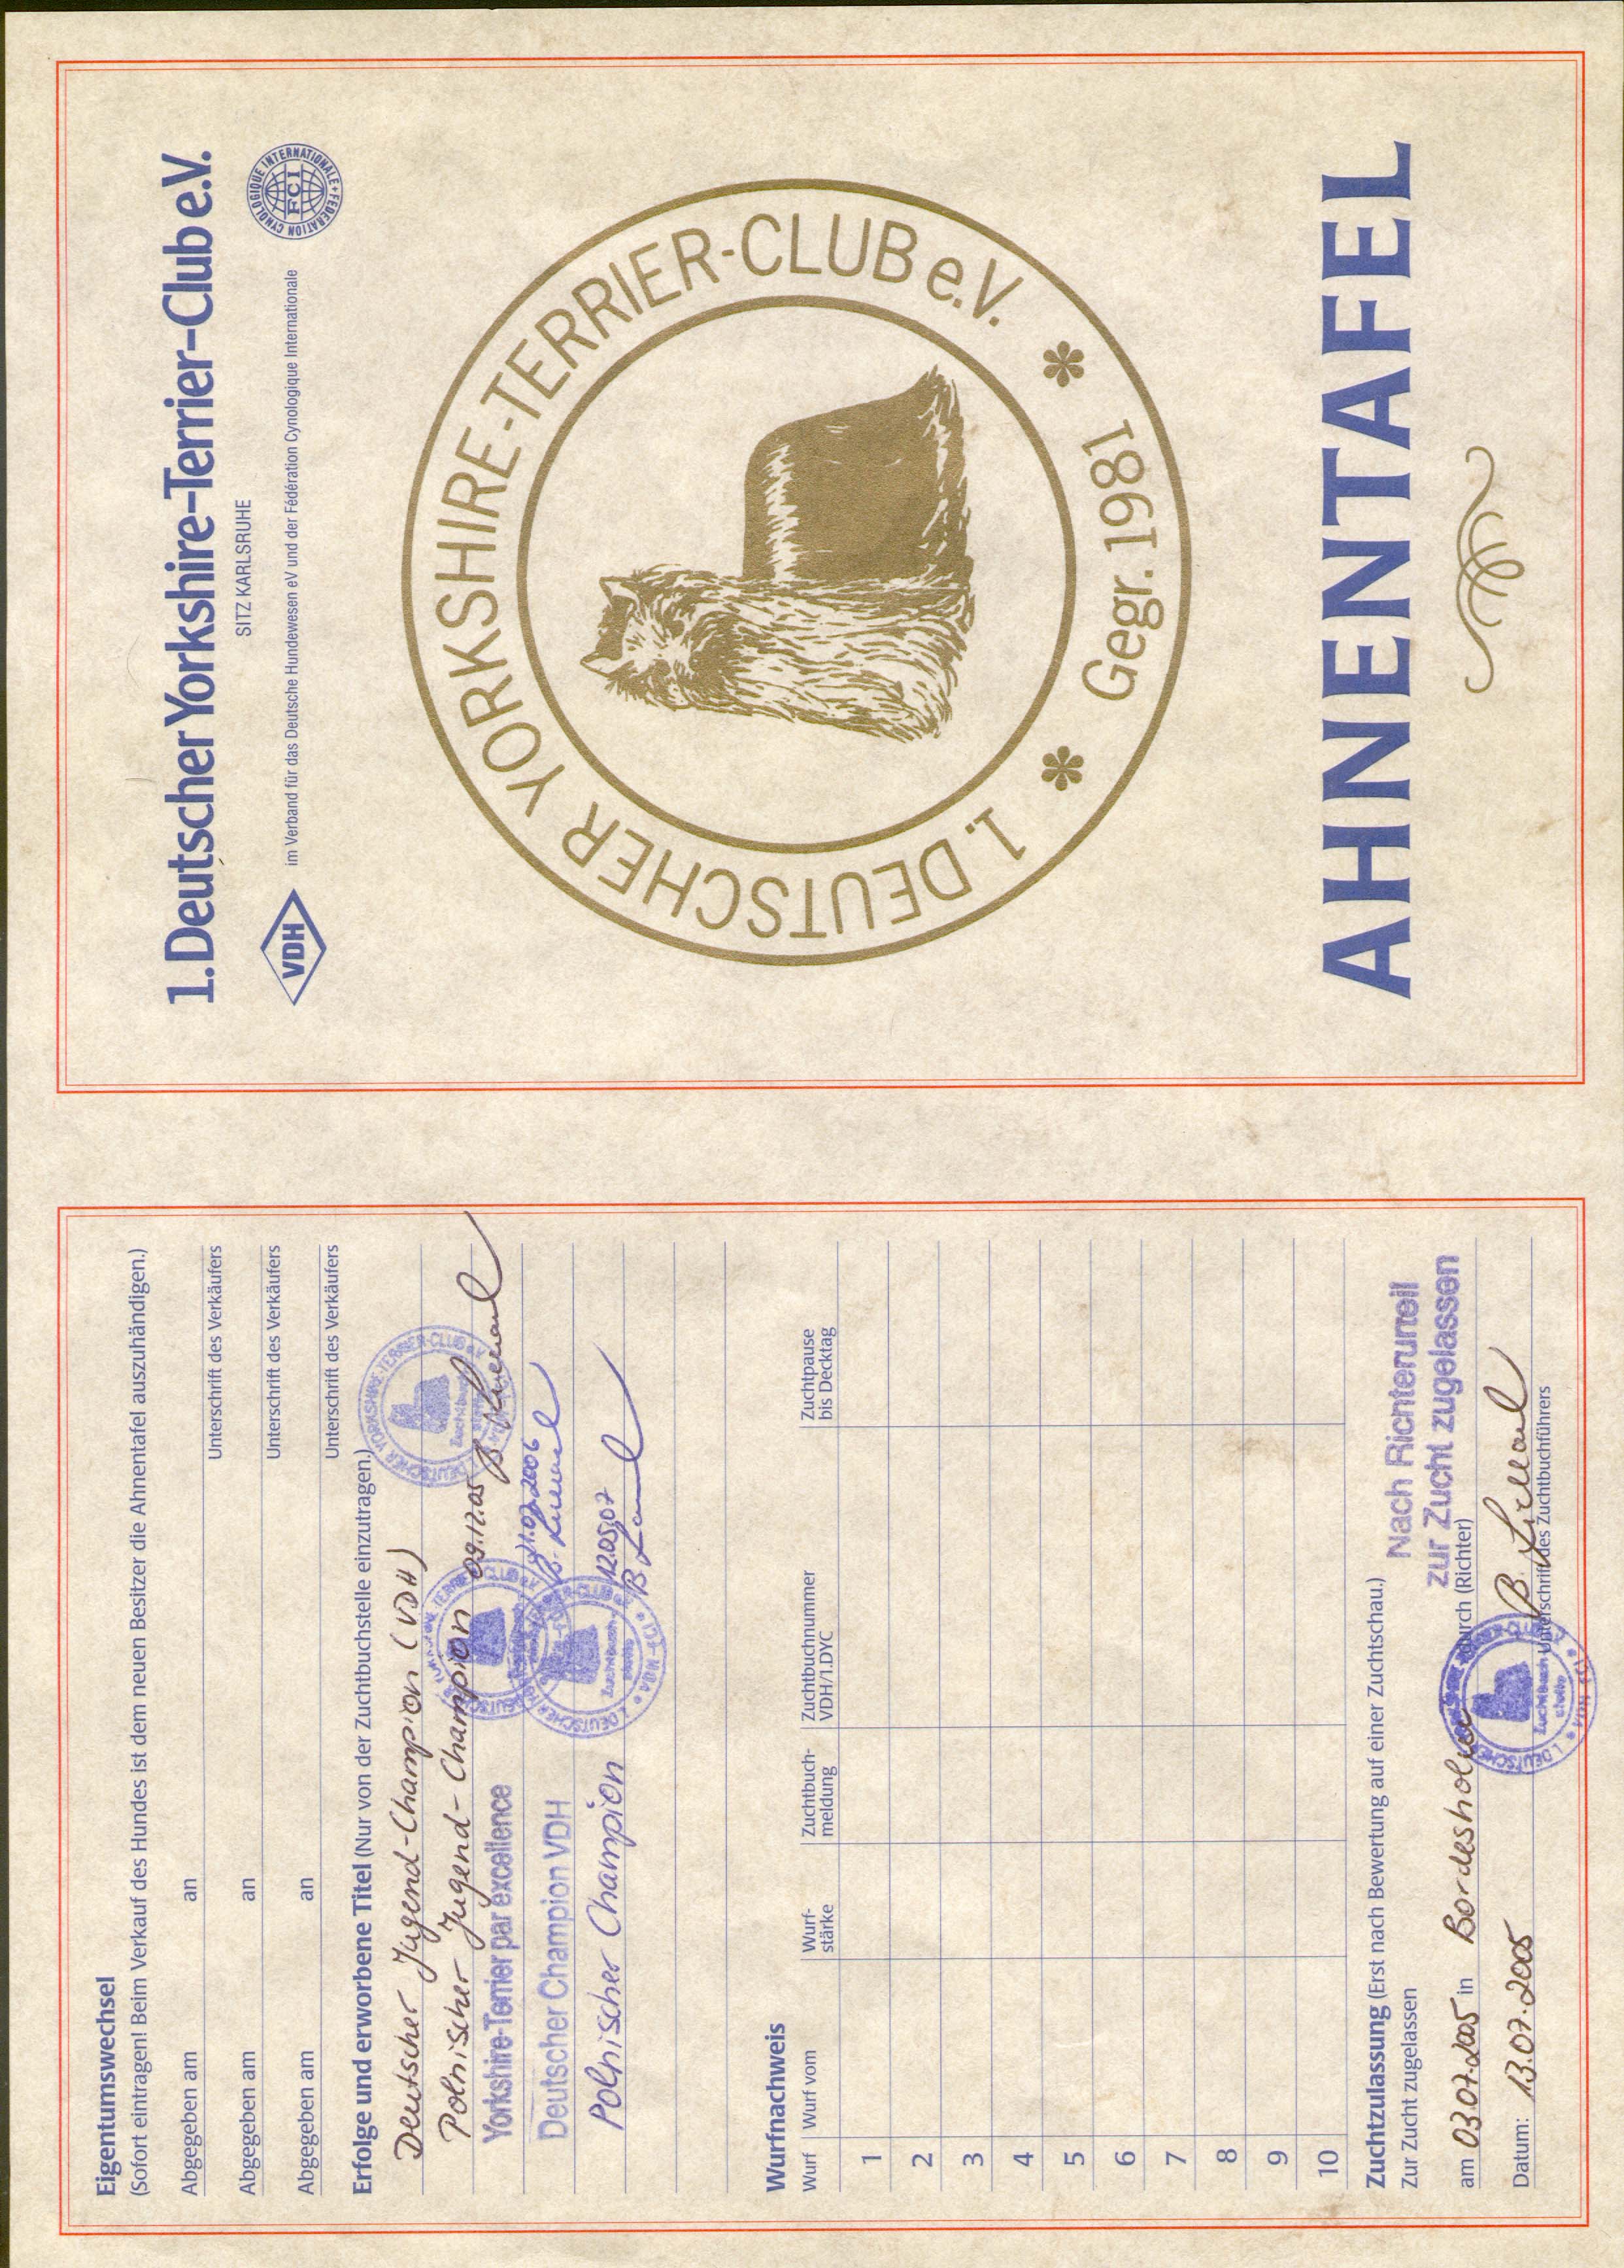 1. Deutscher Yorkshire-Terrier-Club e.V.
SITZ KARLSRUHE
VDH
im Verband für das Deutsche Hundewesen eV und der Fédération Cynologique Internationale
FEDERATION CYNOLOGIQUE INTERNATIONALE
FCI
1. DEUTSCHER YORKSHIRE-TERRIER-CLUB e.V.
Gegr. 1981
AHNENTAFEL
Eigentumswechsel
(Sofort eintragen! Beim Verkauf des Hundes ist dem neuen Besitzer die Ahnentafel auszuhändigen.)
Abgegeben am an
Unterschrift des Verkäufers
Abgegeben am an
Unterschrift des Verkäufers
Abgegeben am an
Unterschrift des Verkäufers
Erfolge und erworbene Titel (Nur von der Zuchtbuchstelle einzutragen.)
Deutscher Jugend-Champion (VDH)
Polnischer Jugend-Champion 09.12.05
Yorkshire-Terrier par excellence
Deutscher Champion VDH
Polnischer Champion 12.05.07
Wurfnachweis
Wurf Wurf vom Wurf-stärke Zuchtbuch-meldung Zuchtbuchnummer VDH/1.DYC Zuchtpause bis Decktag
1
2
3
4
5
6
7
8
9
10
Zuchtzulassung (Erst nach Bewertung auf einer Zuchtschau.)
Zur Zucht zugelassen
Nach Richterurteil
zur Zucht zugelassen
am 03.07.2005 in Bordesholm durch (Richter)
Datum: 13.07.2005
Unterschrift des Zuchtbuchführers